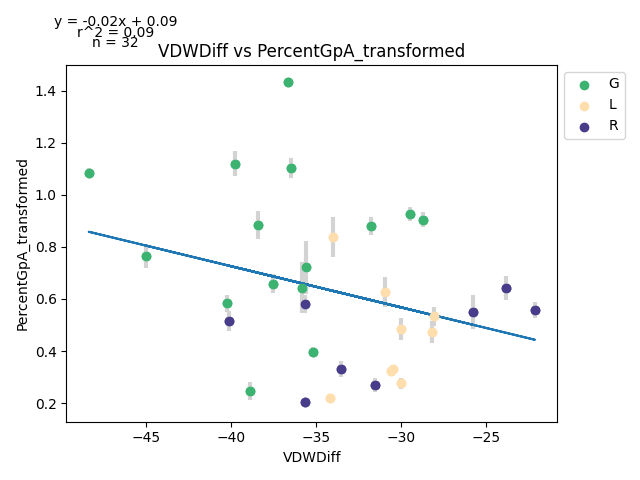 y = -0.02x + 0.09
r^2 = 0.09
n = 32
VDWDiff vs PercentGpA_transformed
G
L
R
PercentGpA_transformed
1.4
1.2
1.0
0.8
0.6
0.4
0.2
−45
−40
−35
−30
−25
VDWDiff